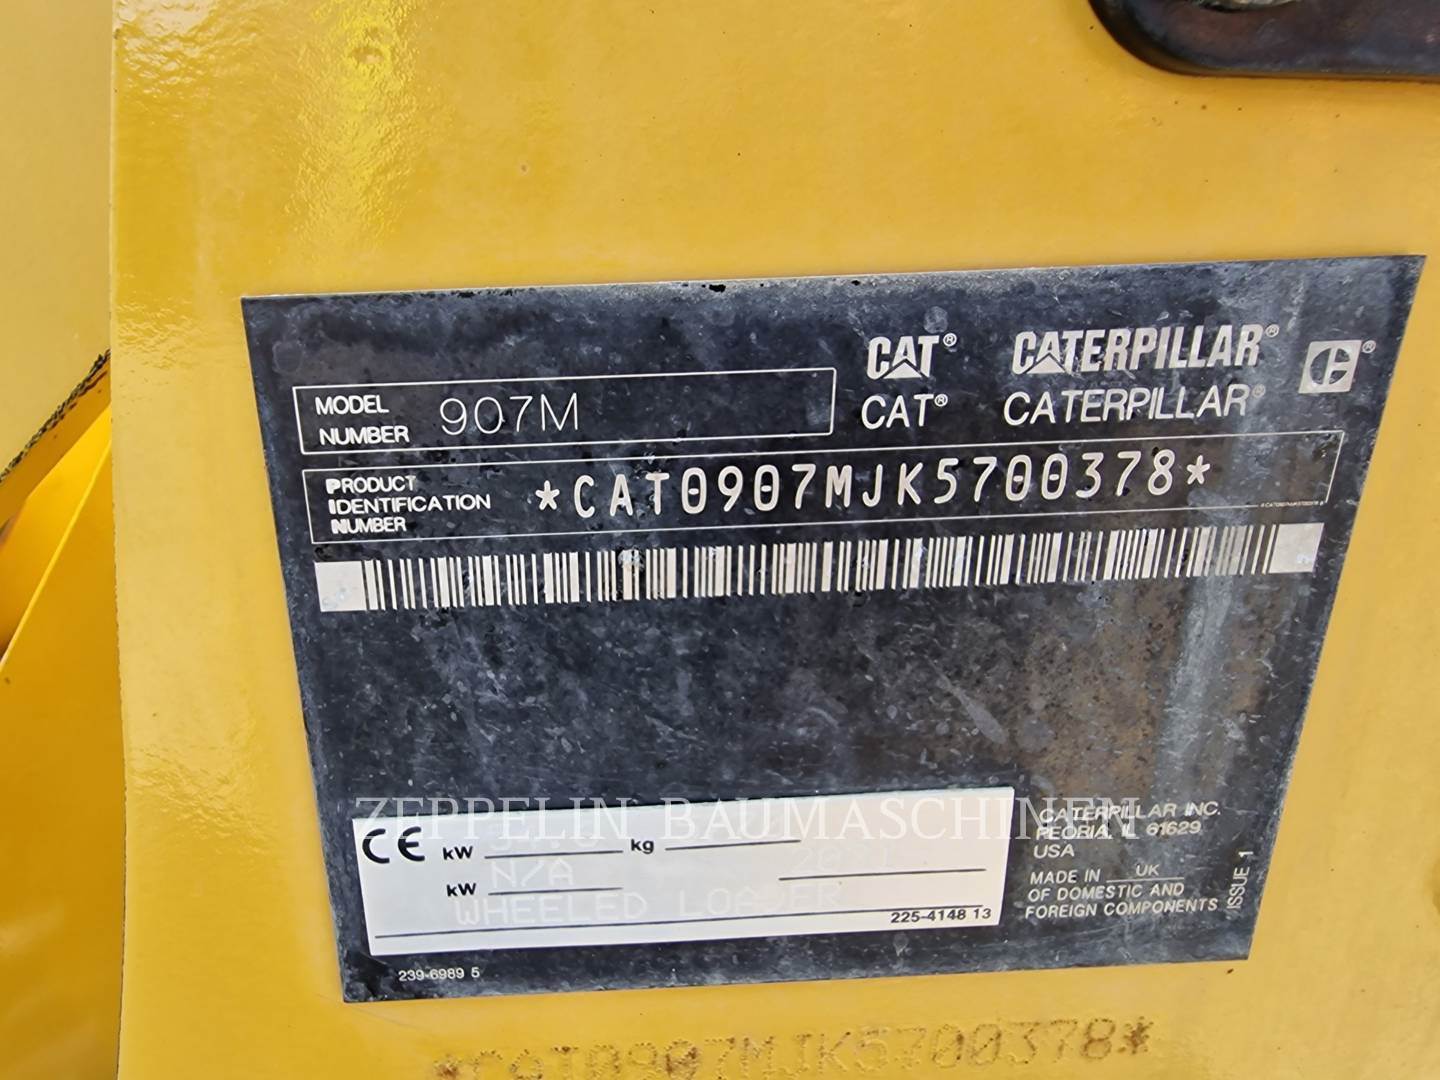 CAT® CATERPILLAR®
CAT® CATERPILLAR®
MODEL NUMBER 907M
PRODUCT IDENTIFICATION NUMBER *CAT0907MJK5700378*
ZEPPELIN BAUMASCHINEN
CE kW kg
kW N/A
WHEELED LOADER
225-4148 13
CATERPILLAR INC.
PEORIA, IL 61629
USA
MADE IN UK
OF DOMESTIC AND
FOREIGN COMPONENTS
ISSUE 1
239-6989 5
*CAT0907MJK5700378*